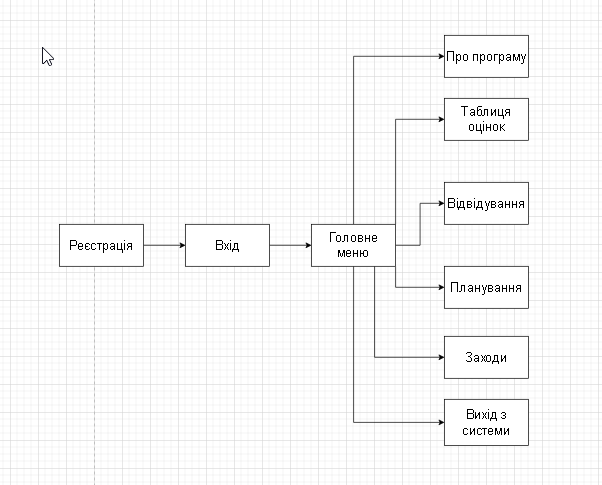 Про програму
Таблиця
оцінок
Відвідування
Реєстрація
Вхід
Головне
меню
Планування
Заходи
Вихід з
системи